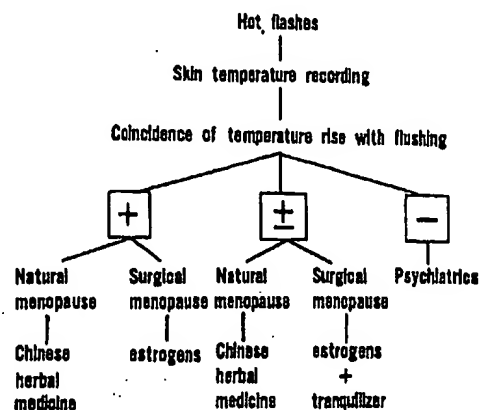 Hot flashes
Skin temperature recording
Coincidence of temperature rise with flushing
+ ± −
Natural menopause
Surgical menopause
Natural menopause
Surgical menopause
Psychiatrics
Chinese herbal medicine
estrogens
Chinese herbal medicine
estrogens + tranquilizer